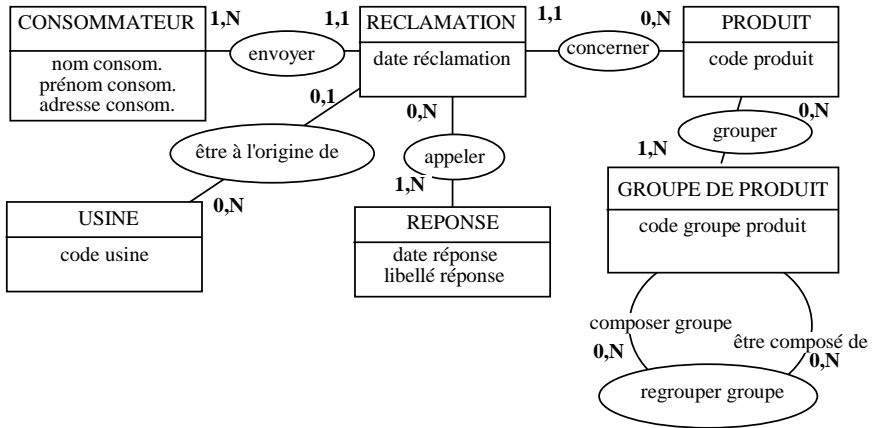 CONSOMMATEUR
nom consom.
prénom consom.
adresse consom.
1,N
envoyer
1,1
RECLAMATION
date réclamation
1,1
concerner
0,N
PRODUIT
code produit
0,1
être à l'origine de
0,N
0,N
appeler
1,N
0,N
grouper
1,N
USINE
code usine
REPONSE
date réponse
libellé réponse
GROUPE DE PRODUIT
code groupe produit
composer groupe
0,N
être composé de
0,N
regrouper groupe